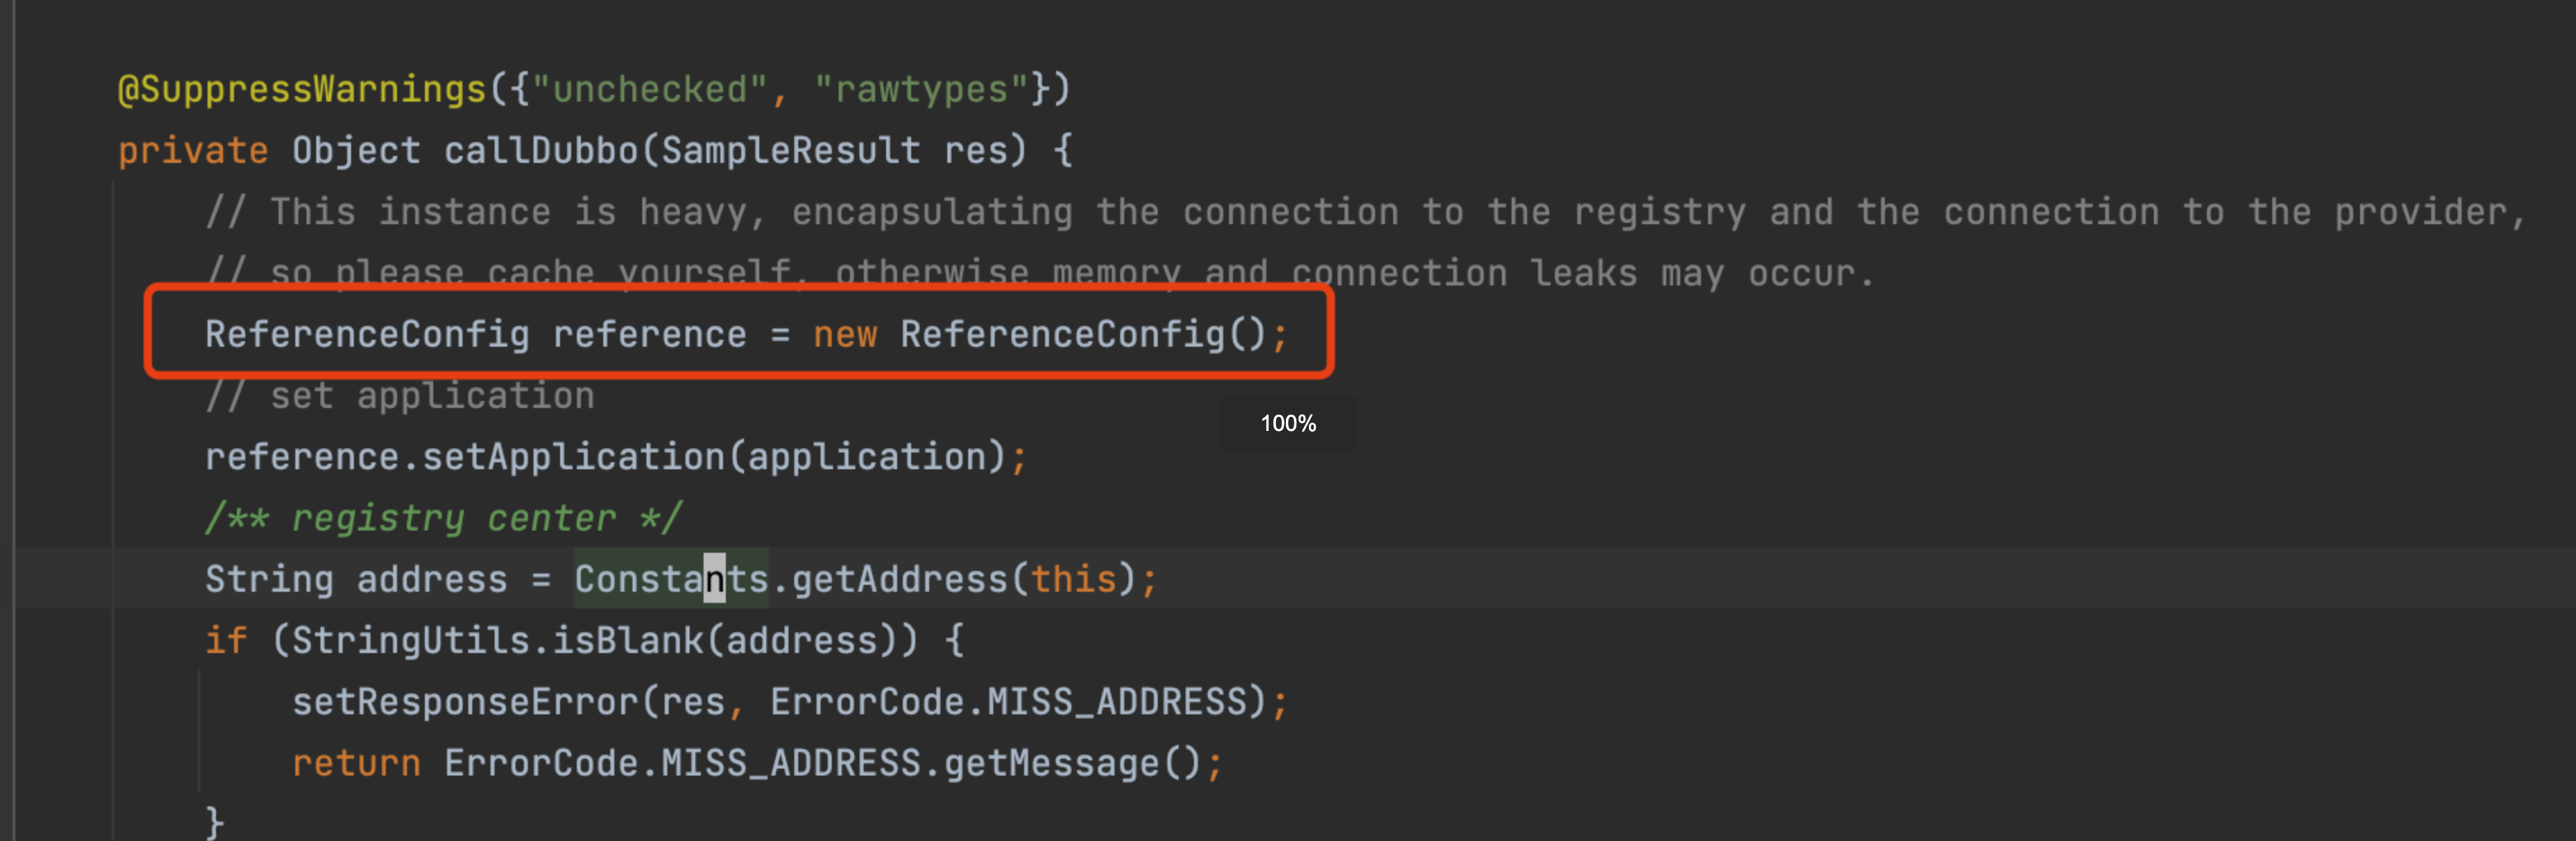 @SuppressWarnings({"unchecked", "rawtypes"})
private Object callDubbo(SampleResult res) {
// This instance is heavy, encapsulating the connection to the registry and the connection to the provider,
// so please cache yourself, otherwise memory and connection leaks may occur.
ReferenceConfig reference = new ReferenceConfig();
// set application
100%
reference.setApplication(application);
/** registry center */
String address = Constants.getAddress(this);
if (StringUtils.isBlank(address)) {
setResponseError(res, ErrorCode.MISS_ADDRESS);
return ErrorCode.MISS_ADDRESS.getMessage();
}